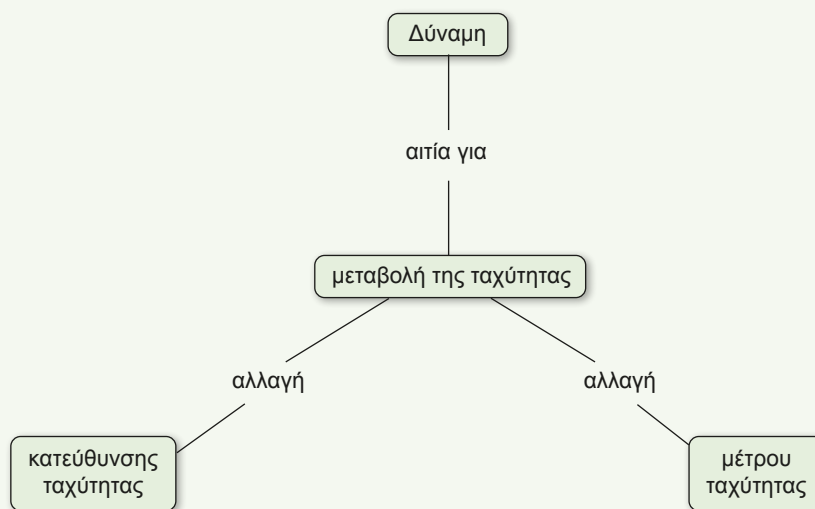 Δύναμη
αιτία για
μεταβολή της ταχύτητας
αλλαγή
αλλαγή
κατεύθυνσης
ταχύτητας
μέτρου
ταχύτητας